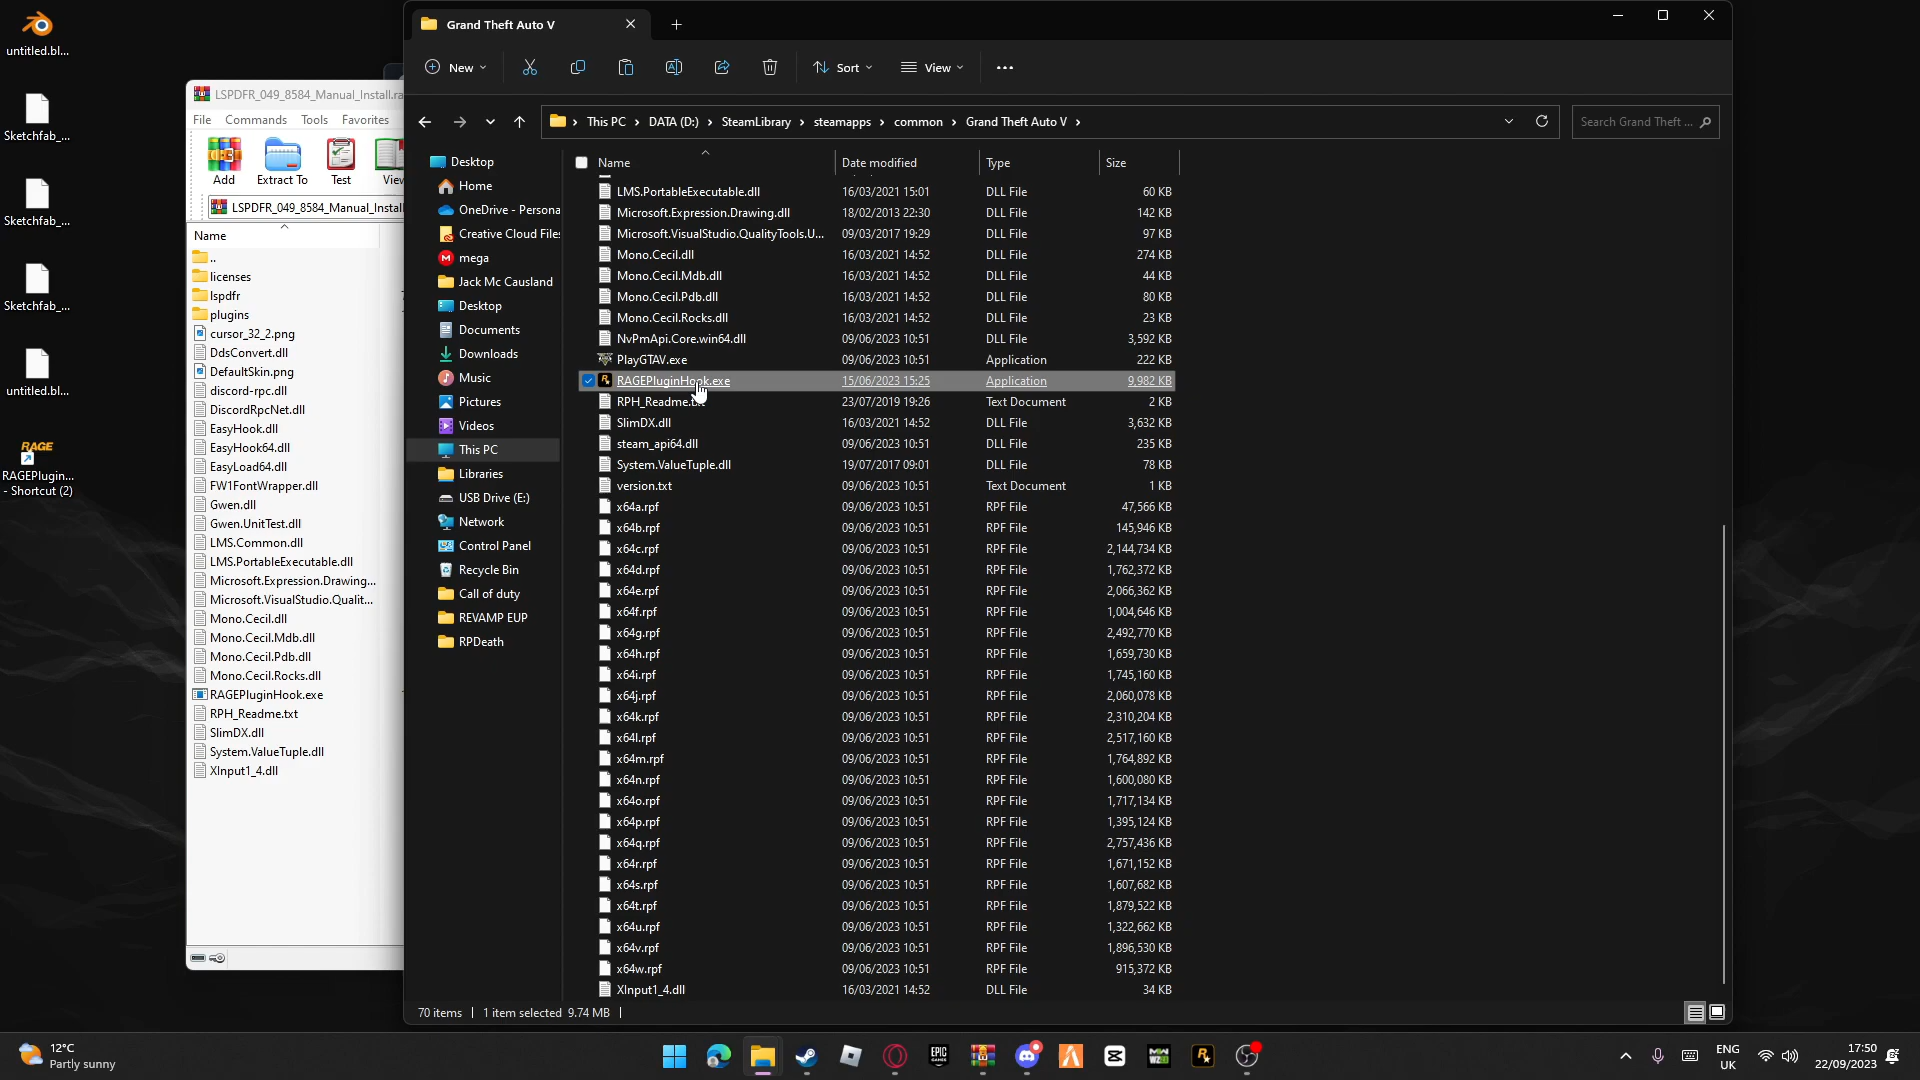 untitled.bl...
Sketchfab_...
Sketchfab_...
Sketchfab_...
untitled.bl...
RAGE
RAGEPlugin...
- Shortcut (2)
LSPDFR_049_8584_Manual_Install.ra
File Commands Tools Favorites
Add Extract To Test View
LSPDFR_049_8584_Manual_Install
Name
..
licenses
lspdfr
plugins
cursor_32_2.png
DdsConvert.dll
DefaultSkin.png
discord-rpc.dll
DiscordRpcNet.dll
EasyHook.dll
EasyHook64.dll
EasyLoad64.dll
FW1FontWrapper.dll
Gwen.dll
Gwen.UnitTest.dll
LMS.Common.dll
LMS.PortableExecutable.dll
Microsoft.Expression.Drawing...
Microsoft.VisualStudio.Qualit...
Mono.Cecil.dll
Mono.Cecil.Mdb.dll
Mono.Cecil.Pdb.dll
Mono.Cecil.Rocks.dll
RAGEPluginHook.exe
RPH_Readme.txt
SlimDX.dll
System.ValueTuple.dll
XInput1_4.dll
Grand Theft Auto V
New Sort View
This PC DATA (D:) SteamLibrary steamapps common Grand Theft Auto V
Search Grand Theft ...
Desktop
Home
OneDrive - Persona
Creative Cloud Files
mega
Jack Mc Causland
Desktop
Documents
Downloads
Music
Pictures
Videos
This PC
Libraries
USB Drive (E:)
Network
Control Panel
Recycle Bin
Call of duty
REVAMP EUP
RPDeath
Name Date modified Type Size
LMS.PortableExecutable.dll 16/03/2021 15:01 DLL File 60 KB
Microsoft.Expression.Drawing.dll 18/02/2013 22:30 DLL File 142 KB
Microsoft.VisualStudio.QualityTools.U... 09/03/2017 19:29 DLL File 97 KB
Mono.Cecil.dll 16/03/2021 14:52 DLL File 274 KB
Mono.Cecil.Mdb.dll 16/03/2021 14:52 DLL File 44 KB
Mono.Cecil.Pdb.dll 16/03/2021 14:52 DLL File 80 KB
Mono.Cecil.Rocks.dll 16/03/2021 14:52 DLL File 23 KB
NvPmApi.Core.win64.dll 09/06/2023 10:51 DLL File 3,592 KB
PlayGTAV.exe 09/06/2023 10:51 Application 222 KB
RAGEPluginHook.exe 15/06/2023 15:25 Application 9,982 KB
RPH_Readme.txt 23/07/2019 19:26 Text Document 2 KB
SlimDX.dll 16/03/2021 14:52 DLL File 3,632 KB
steam_api64.dll 09/06/2023 10:51 DLL File 235 KB
System.ValueTuple.dll 19/07/2017 09:01 DLL File 78 KB
version.txt 09/06/2023 10:51 Text Document 1 KB
x64a.rpf 09/06/2023 10:51 RPF File 47,566 KB
x64b.rpf 09/06/2023 10:51 RPF File 145,946 KB
x64c.rpf 09/06/2023 10:51 RPF File 2,144,734 KB
x64d.rpf 09/06/2023 10:51 RPF File 1,762,372 KB
x64e.rpf 09/06/2023 10:51 RPF File 2,066,362 KB
x64f.rpf 09/06/2023 10:51 RPF File 1,004,646 KB
x64g.rpf 09/06/2023 10:51 RPF File 2,492,770 KB
x64h.rpf 09/06/2023 10:51 RPF File 1,659,730 KB
x64i.rpf 09/06/2023 10:51 RPF File 1,745,160 KB
x64j.rpf 09/06/2023 10:51 RPF File 2,060,078 KB
x64k.rpf 09/06/2023 10:51 RPF File 2,310,204 KB
x64l.rpf 09/06/2023 10:51 RPF File 2,517,160 KB
x64m.rpf 09/06/2023 10:51 RPF File 1,764,892 KB
x64n.rpf 09/06/2023 10:51 RPF File 1,600,080 KB
x64o.rpf 09/06/2023 10:51 RPF File 1,717,134 KB
x64p.rpf 09/06/2023 10:51 RPF File 1,395,124 KB
x64q.rpf 09/06/2023 10:51 RPF File 2,757,436 KB
x64r.rpf 09/06/2023 10:51 RPF File 1,671,152 KB
x64s.rpf 09/06/2023 10:51 RPF File 1,607,682 KB
x64t.rpf 09/06/2023 10:51 RPF File 1,879,522 KB
x64u.rpf 09/06/2023 10:51 RPF File 1,322,662 KB
x64v.rpf 09/06/2023 10:51 RPF File 1,896,530 KB
x64w.rpf 09/06/2023 10:51 RPF File 915,372 KB
XInput1_4.dll 16/03/2021 14:52 DLL File 34 KB
70 items 1 item selected 9.74 MB
12°C
Partly sunny
EPIC GAMES
ENG
UK
17:50
22/09/2023